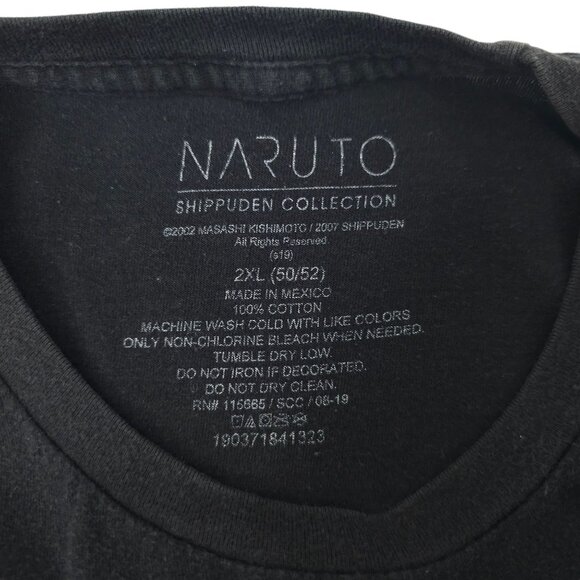 NARUTO
SHIPPUDEN COLLECTION
©2002 MASASHI KISHIMOTO / 2007 SHIPPUDEN
All Rights Reserved
(s19)
2XL (50/52)
MADE IN MEXICO
100% COTTON
MACHINE WASH COLD WITH LIKE COLORS
ONLY NON-CHLORINE BLEACH WHEN NEEDED.
TUMBLE DRY LOW.
DO NOT IRON IF DECORATED.
DO NOT DRY CLEAN.
RN# 115665 / SCC / 08-19
190371841323